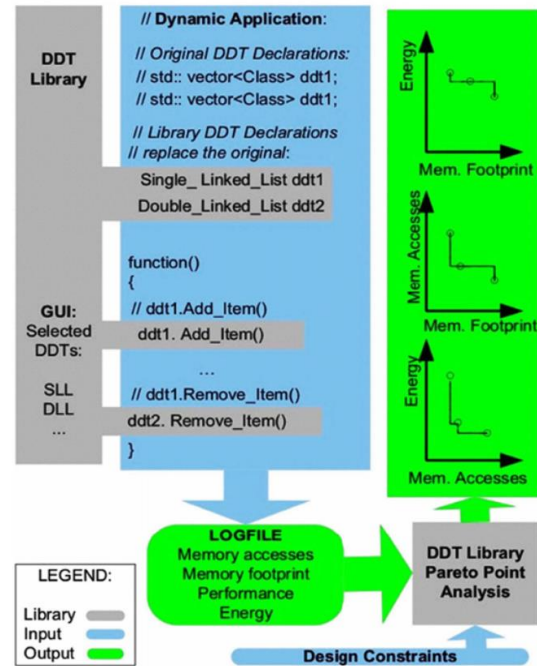 DDT
Library
GUI:
Selected
DDTs:
SLL
DLL
...
// Dynamic Application:
// Original DDT Declarations:
// std:: vector<Class> ddt1;
// std:: vector<Class> ddt1;
// Library DDT Declarations
// replace the original:
Single_ Linked_List ddt1
Double_Linked_List ddt2
function()
{
// ddt1.Add_Item()
ddt1. Add_Item()
...
// ddt1.Remove_Item()
ddt2. Remove_Item()
}
Energy
Mem. Footprint
Mem. Accesses
Mem. Footprint
Energy
Mem. Accesses
LOGFILE
Memory accesses
Memory footprint
Performance
Energy
DDT Library
Pareto Point
Analysis
Design Constraints
LEGEND:
Library
Input
Output